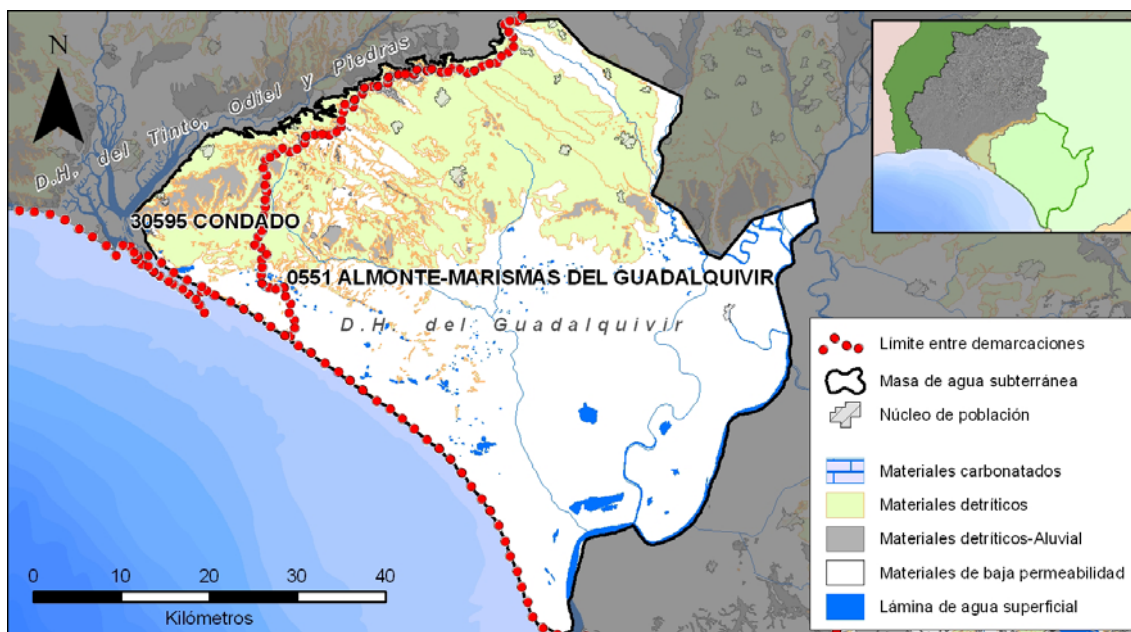 N
D.H. del Tinto, Odiel y Piedras
30595 CONDADO
0551 ALMONTE-MARISMAS DEL GUADALQUIVIR
D.H. del Guadalquivir
Límite entre demarcaciones
Masa de agua subterránea
Núcleo de población
Materiales carbonatados
Materiales detríticos
Materiales detríticos-Aluvial
Materiales de baja permeabilidad
Lámina de agua superficial
0 10 20 30 40
Kilómetros